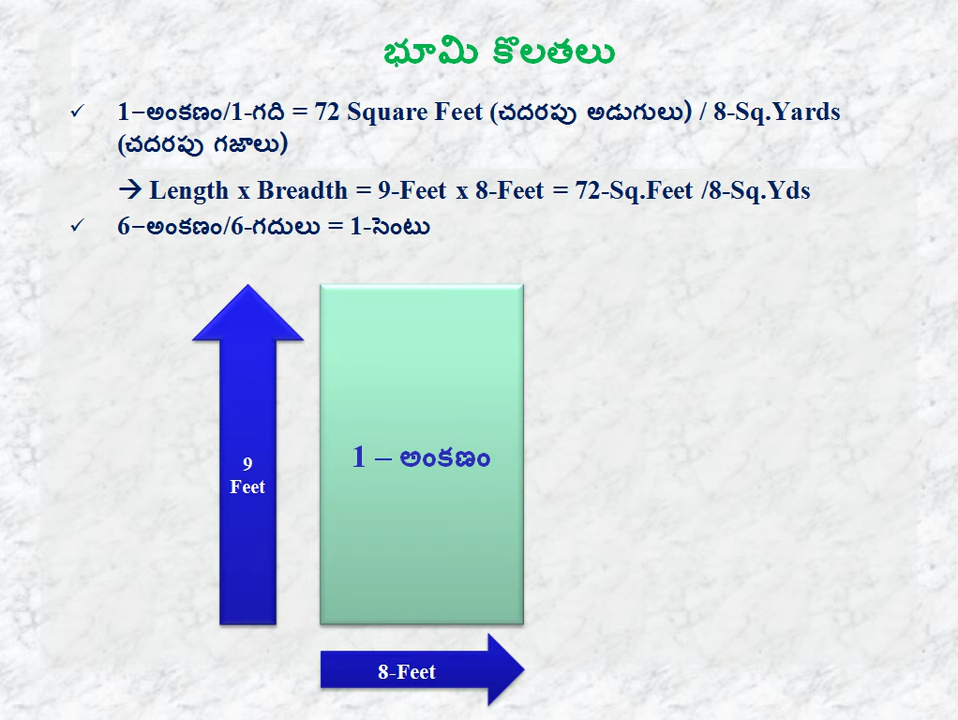 భూమి కొలతలు
✓ 1–అంకణం/1-గది = 72 Square Feet (చదరపు అడుగులు) / 8-Sq.Yards
(చదరపు గజాలు)
→ Length x Breadth = 9-Feet x 8-Feet = 72-Sq.Feet /8-Sq.Yds
✓ 6–అంకణం/6-గదులు = 1-సెంటు
1 – అంకణం
9
Feet
8-Feet